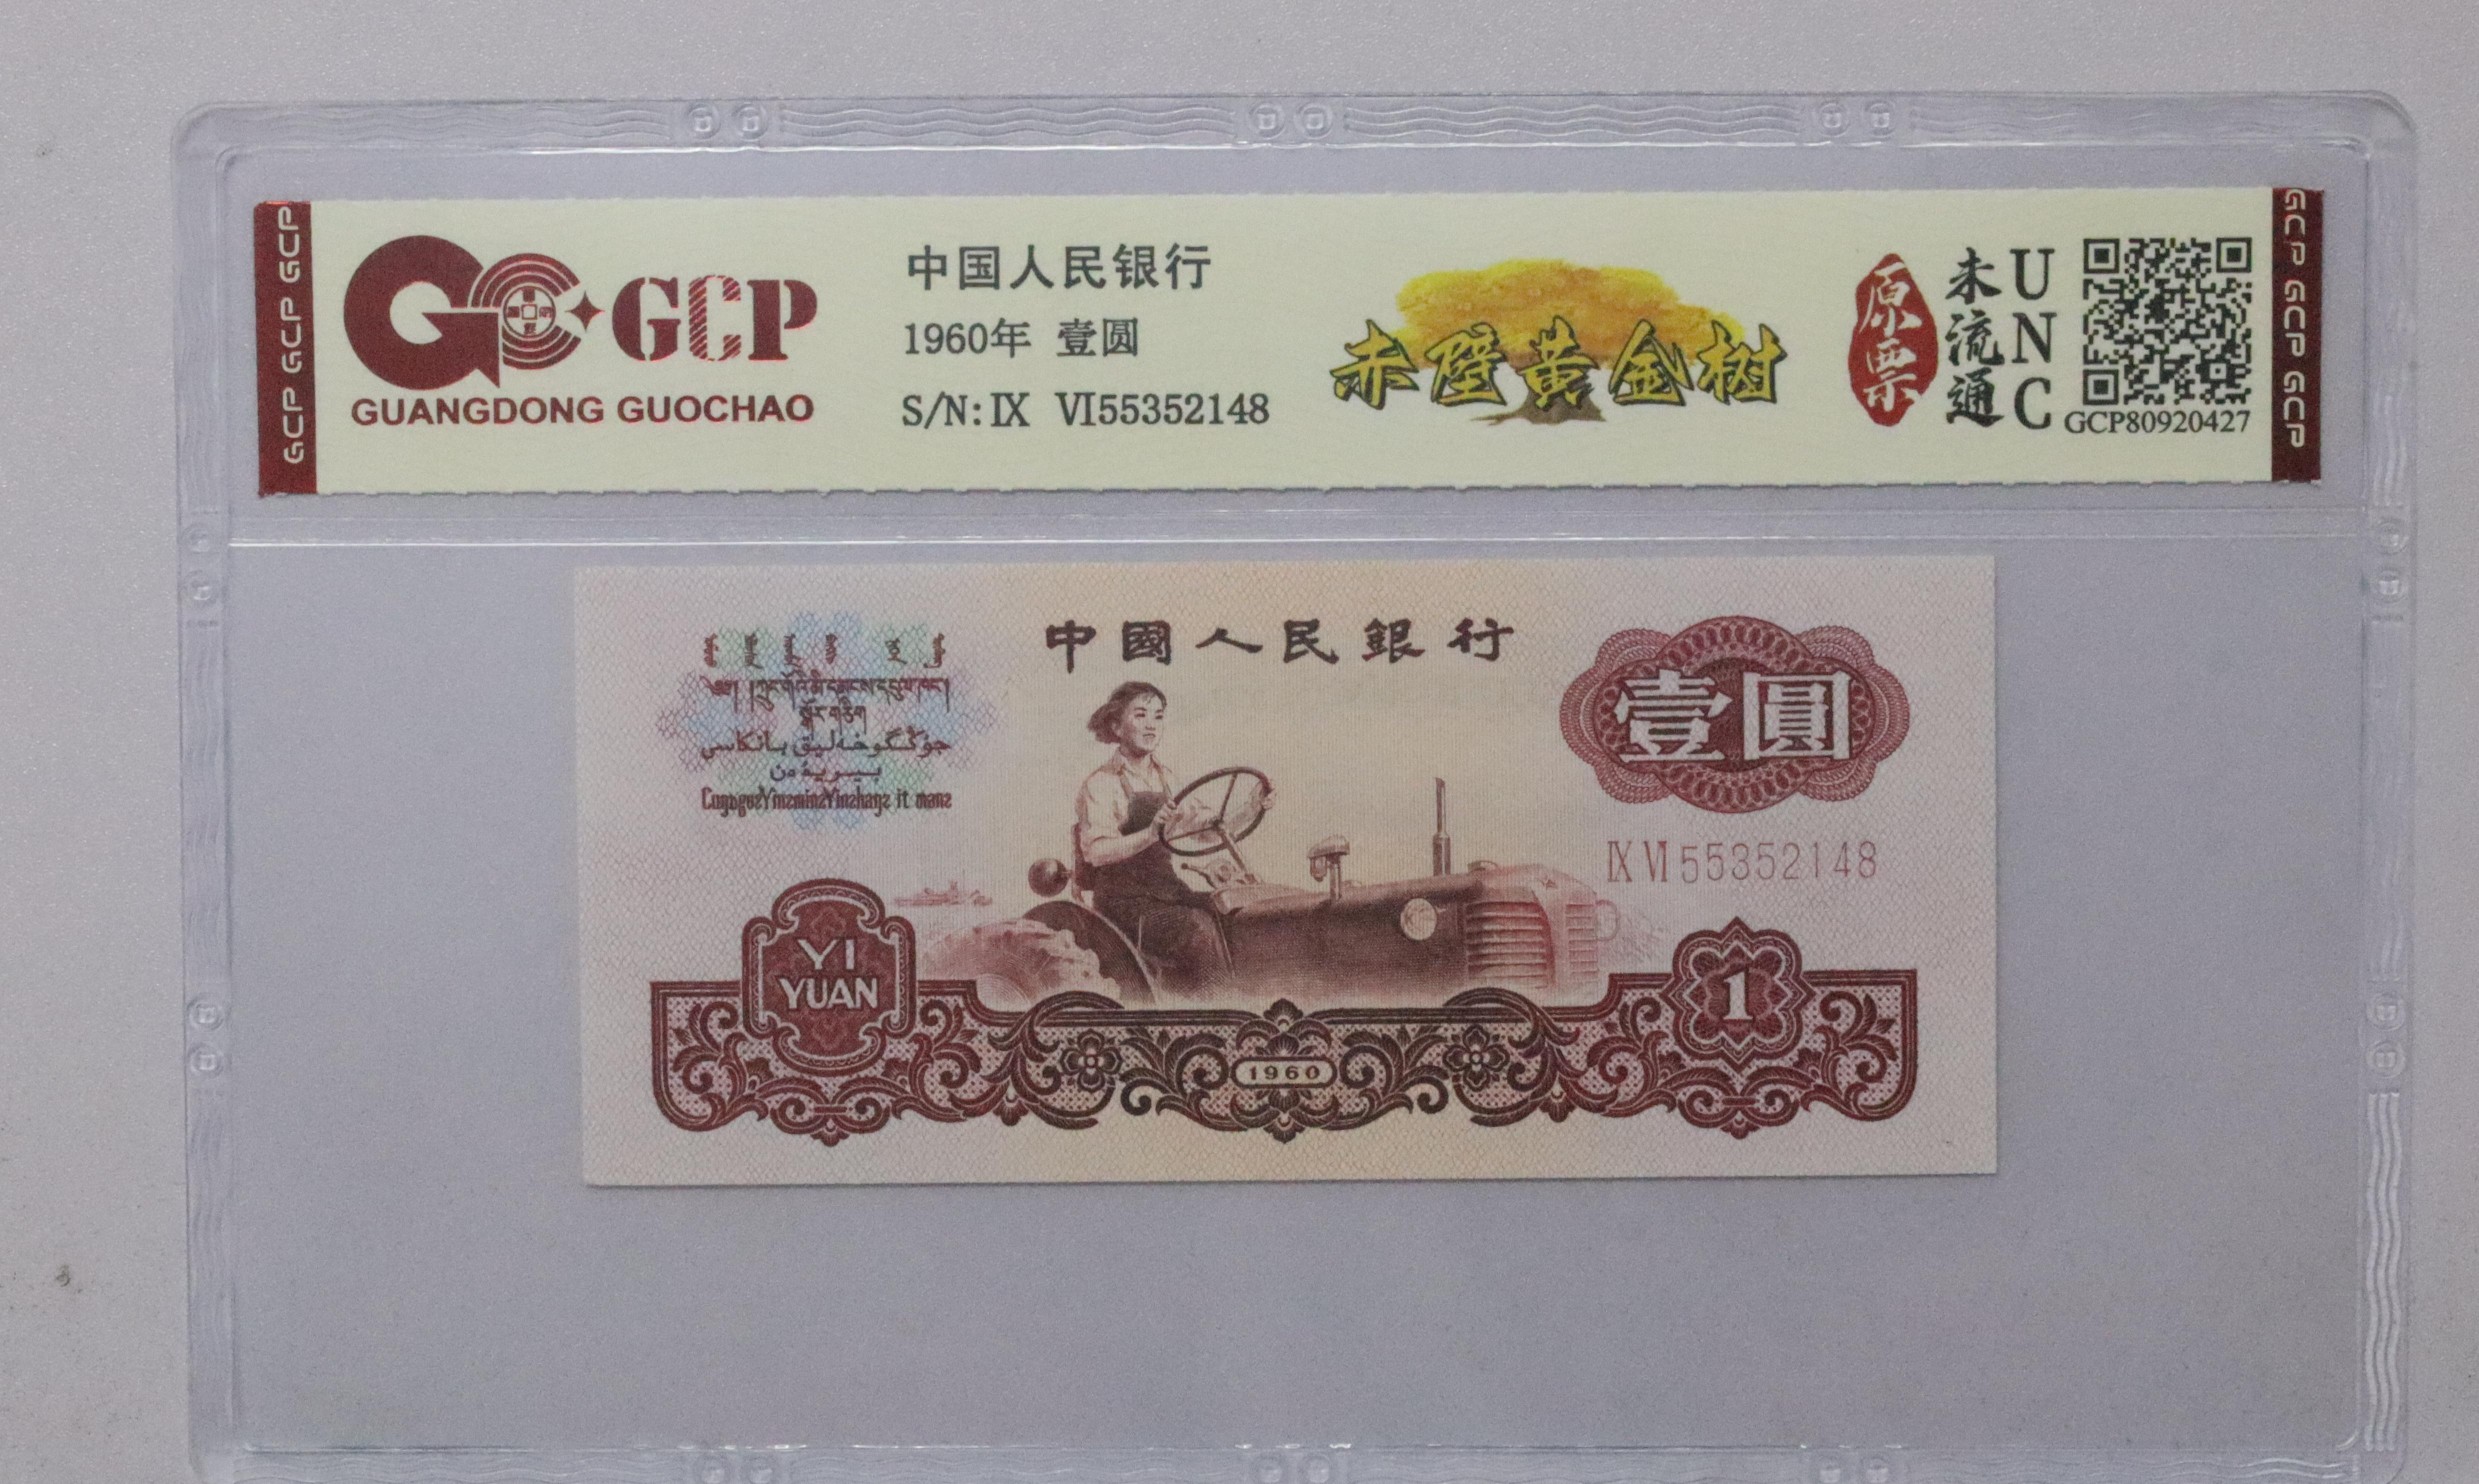 GCP GCP GCP
GCP
GUANGDONG GUOCHAO
中国人民银行
1960年 壹圆
S/N: IX VI55352148
赤壁黄金树
原票
未流通
UNC
GCP80920427
GCP GCP GCP
中國人民銀行
壹圓
IX VI 55352148
YI
YUAN
1
1960